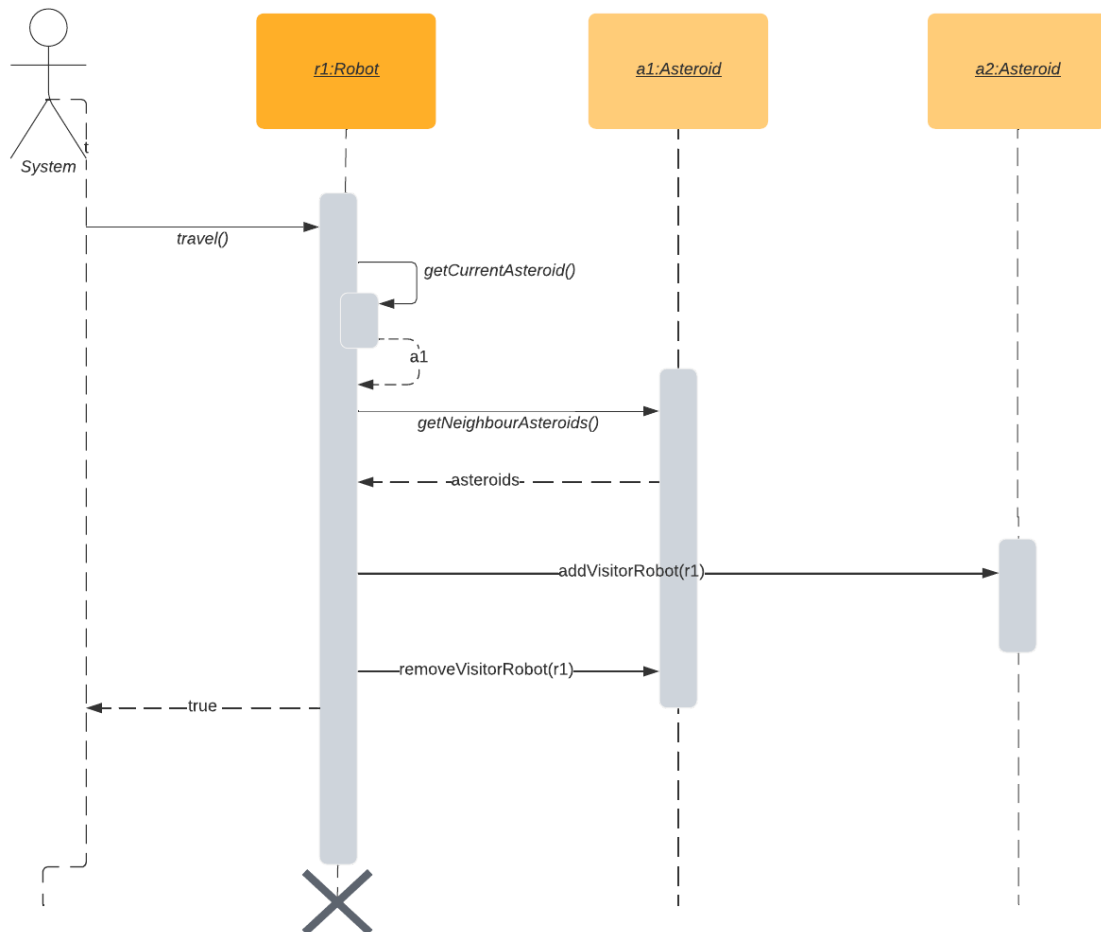 r1:Robot
a1:Asteroid
a2:Asteroid
t
System
travel()
getCurrentAsteroid()
a1
getNeighbourAsteroids()
asteroids
addVisitorRobot(r1)
removeVisitorRobot(r1)
true